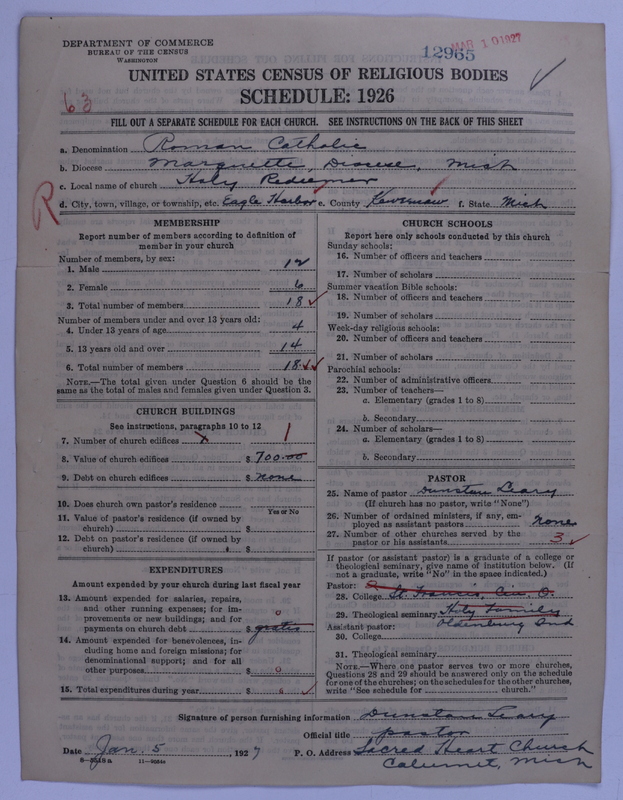 DEPARTMENT OF COMMERCE
BUREAU OF THE CENSUS
WASHINGTON
12965
MAR 10 1927
UNITED STATES CENSUS OF RELIGIOUS BODIES
SCHEDULE: 1926
63
FILL OUT A SEPARATE SCHEDULE FOR EACH CHURCH. SEE INSTRUCTIONS ON THE BACK OF THIS SHEET
a. Denomination Roman Catholic
b. Diocese Marquette, Diocese, Mich
c. Local name of church Holy Redeemer
R
d. City, town, village, or township, etc. Eagle Harbor e. County Keweenaw f. State Mich
MEMBERSHIP
Report number of members according to definition of
member in your church
Number of members, by sex:
1. Male 12
2. Female 6
3. Total number of members 18
Number of members under and over 13 years old:
4. Under 13 years of age 4
5. 13 years old and over 14
6. Total number of members 18
NOTE.—The total given under Question 6 should be the
same as the total of males and females given under Question 3.
CHURCH BUILDINGS
See instructions, paragraphs 10 to 12
7. Number of church edifices x 1
8. Value of church edifices $ 700.00
9. Debt on church edifices $ none
10. Does church own pastor's residence
Yes or No
11. Value of pastor's residence (if owned by
church) $
12. Debt on pastor's residence (if owned by
church) $
EXPENDITURES
Amount expended by your church during last fiscal year
13. Amount expended for salaries, repairs,
and other running expenses; for im-
provements or new buildings; and for 0
payments on church debt $ gratis
14. Amount expended for benevolences, in-
cluding home and foreign missions; for
denominational support; and for all
other purposes $ 0
15. Total expenditures during year $ 0
CHURCH SCHOOLS
Report here only schools conducted by this church
Sunday schools:
16. Number of officers and teachers
17. Number of scholars
Summer vacation Bible schools:
18. Number of officers and teachers
19. Number of scholars
Week-day religious schools:
20. Number of officers and teachers
21. Number of scholars
Parochial schools:
22. Number of administrative officers
23. Number of teachers—
a. Elementary (grades 1 to 8)
b. Secondary
24. Number of scholars—
a. Elementary (grades 1 to 8)
b. Secondary
PASTOR
25. Name of pastor Dunstan Leary
(If church has no pastor, write "None")
26. Number of ordained ministers, if any, em-
ployed as assistant pastors none
27. Number of other churches served by the
pastor or his assistants 3
If pastor (or assistant pastor) is a graduate of a college or
theological seminary, give name of institution below. (If
not a graduate, write "No" in the space indicated.)
Pastor:
28. College St. Francis, Cin. O.
29. Theological seminary Holy Family
Assistant pastor: Oldenburg Ind
30. College
31. Theological seminary
NOTE.—Where one pastor serves two or more churches,
Questions 28 and 29 should be answered only on the schedule
for one of the churches; on the schedules for the other churches,
write "See schedule for church."
Signature of person furnishing information Dunstan Leary
Official title pastor
Date Jan. 5 1927 P. O. Address Sacred Heart Church
Calumet, Mich